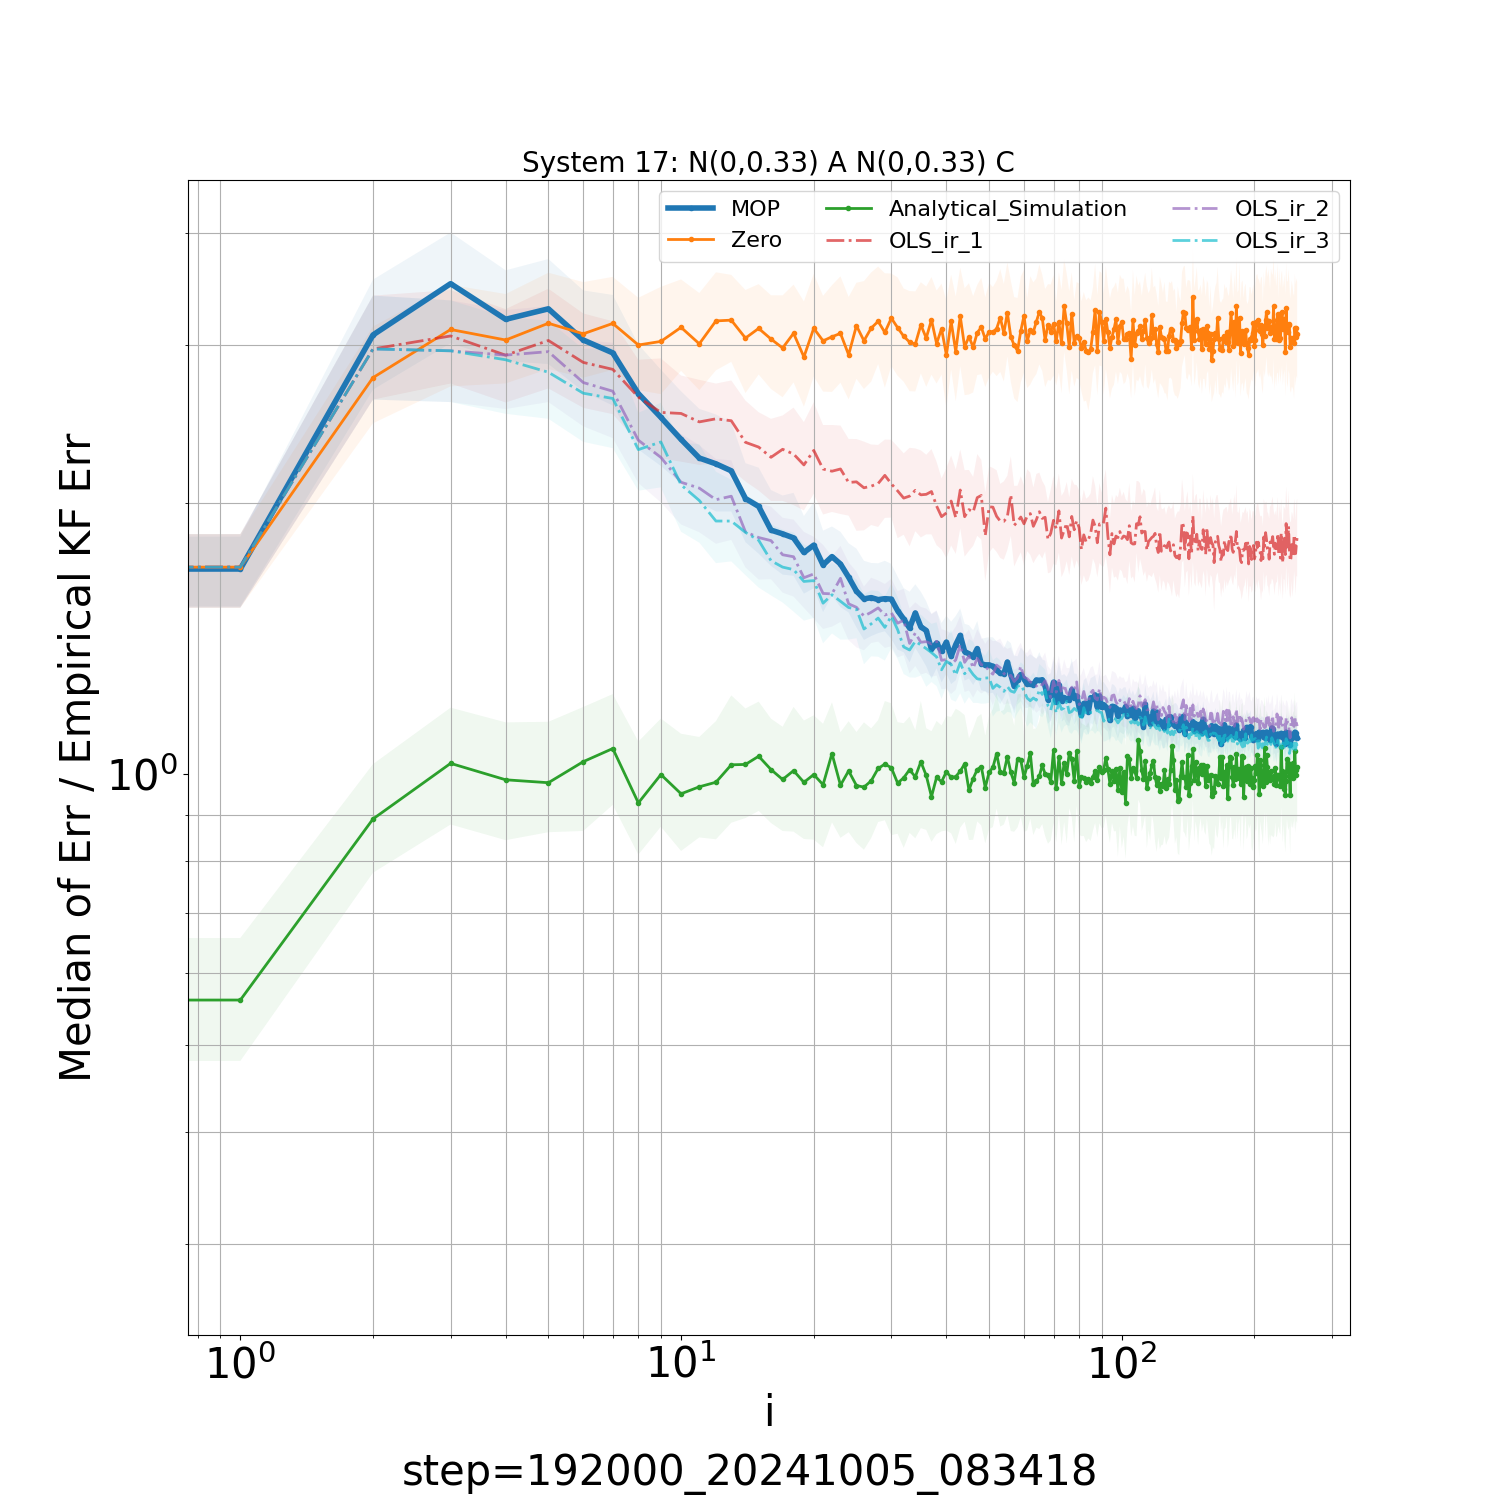 System 17: N(0,0.33) A N(0,0.33) C
MOP
Zero
Analytical_Simulation
OLS_ir_1
OLS_ir_2
OLS_ir_3
Median of Err / Empirical KF Err
10⁰
10⁰ 10¹ 10²
i
step=192000_20241005_083418